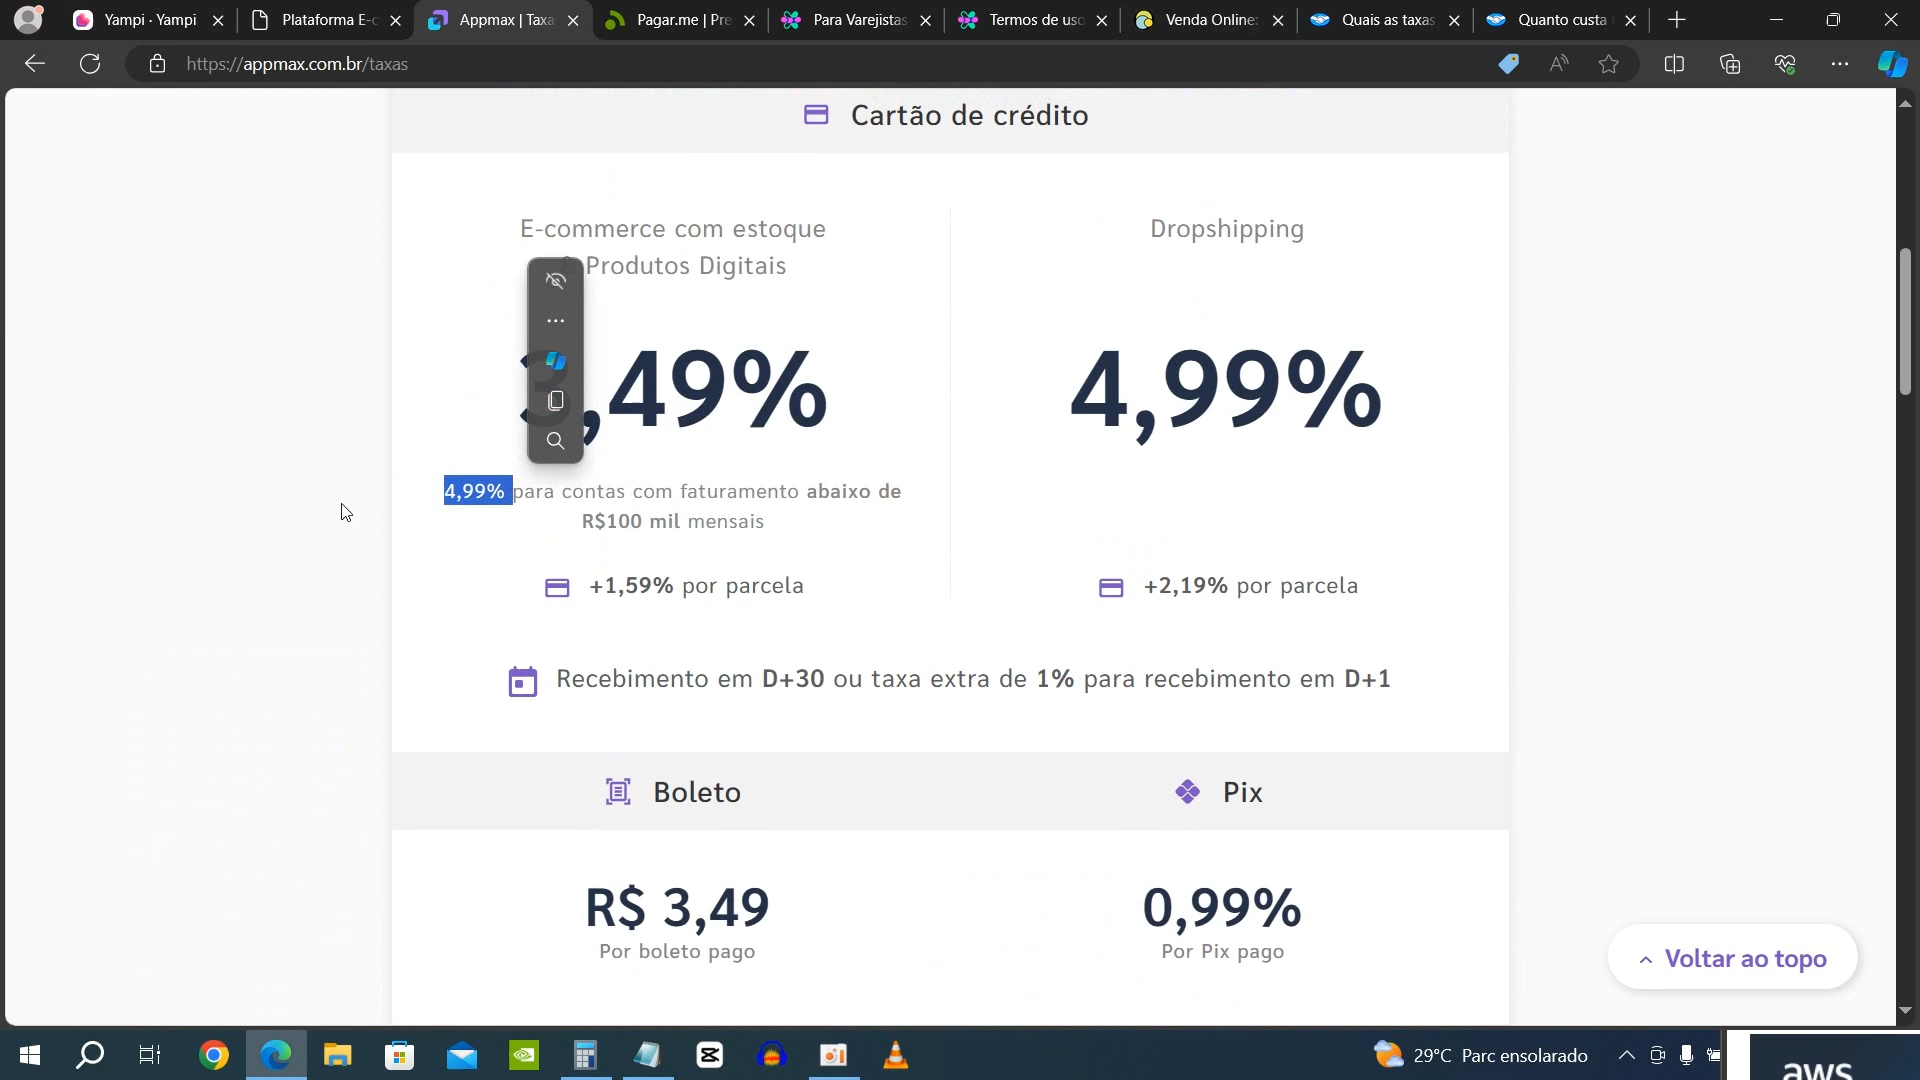 Yampi · Yampi
Plataforma E-c
Appmax | Taxa
Pagar.me | Pre
Para Varejistas
Termos de uso
Venda Online:
Quais as taxas
Quanto custa
https://appmax.com.br/taxas
Cartão de crédito
E-commerce com estoque
Produtos Digitais
Dropshipping
3,49%
4,99%
4,99% para contas com faturamento abaixo de
R$100 mil mensais
+1,59% por parcela
+2,19% por parcela
Recebimento em D+30 ou taxa extra de 1% para recebimento em D+1
Boleto
Pix
R$ 3,49
Por boleto pago
0,99%
Por Pix pago
Voltar ao topo
29°C Parc ensolarado
aws